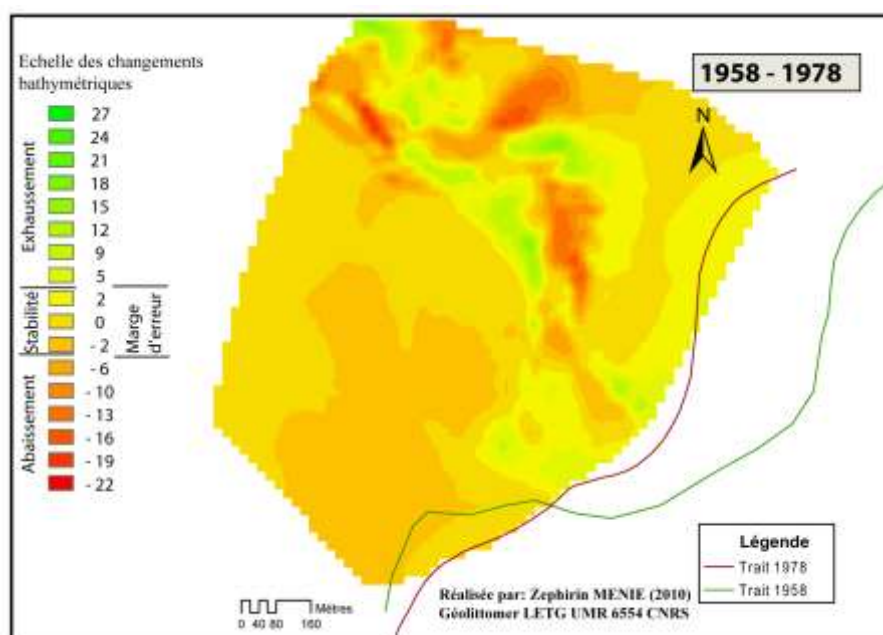 Echelle des changements
bathymétriques
1958 - 1978
N
Exhaussement
27
24
21
18
15
12
9
5
Stabilité
Marge
d'erreur
2
0
- 2
Abaissement
- 6
- 10
- 13
- 16
- 19
- 22
Légende
Trait 1978
Trait 1958
Mètres
0 40 80 160
Réalisée par: Zephirin MENIE (2010)
Géolittomer LETG UMR 6554 CNRS